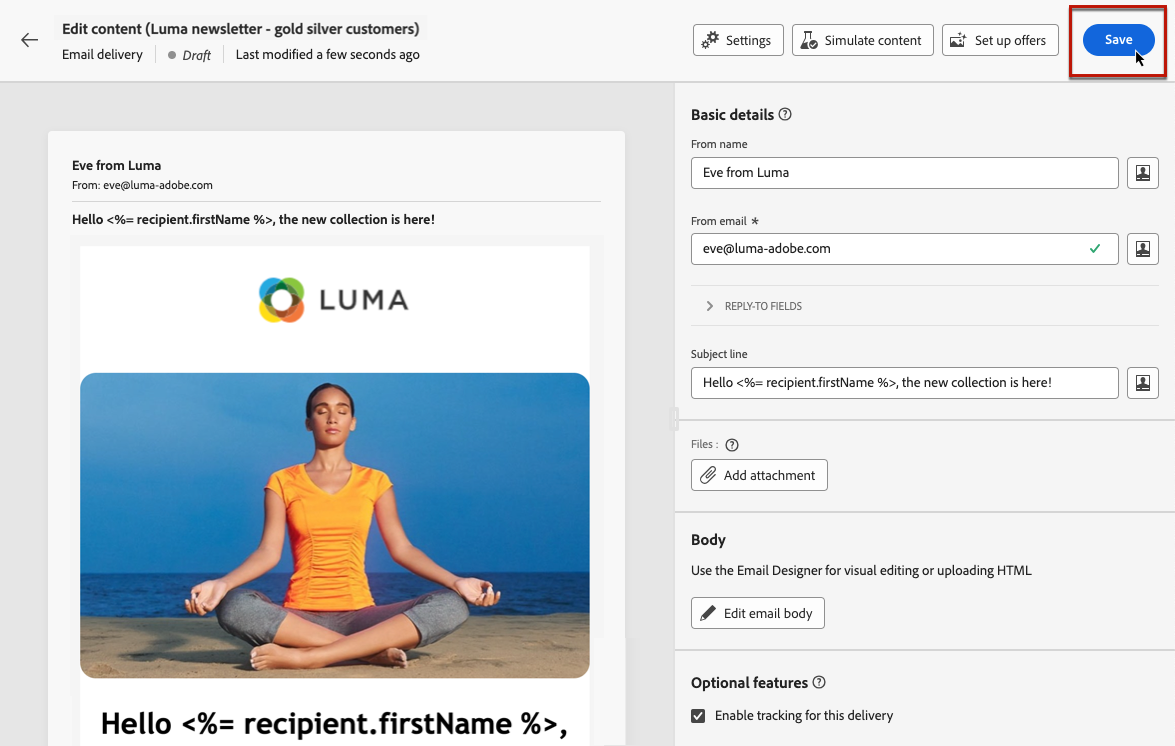 Edit content (Luma newsletter - gold silver customers)
Email delivery
Draft
Last modified a few seconds ago
Settings
Simulate content
Set up offers
Save
Eve from Luma
From: eve@luma-adobe.com
Hello <%= recipient.firstName %>, the new collection is here!
LUMA
Hello <%= recipient.firstName %>,
Basic details
From name
Eve from Luma
From email *
eve@luma-adobe.com
REPLY-TO FIELDS
Subject line
Hello <%= recipient.firstName %>, the new collection is here!
Files :
Add attachment
Body
Use the Email Designer for visual editing or uploading HTML
Edit email body
Optional features
Enable tracking for this delivery